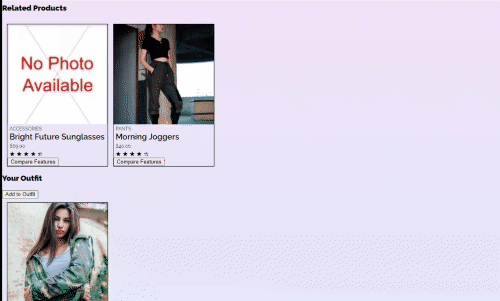 Related Products
No Photo
Available
ACCESSORIES
Bright Future Sunglasses
$69.00
Compare Features
PANTS
Morning Joggers
$40.00
Compare Features
Your Outfit
Add to Outfit